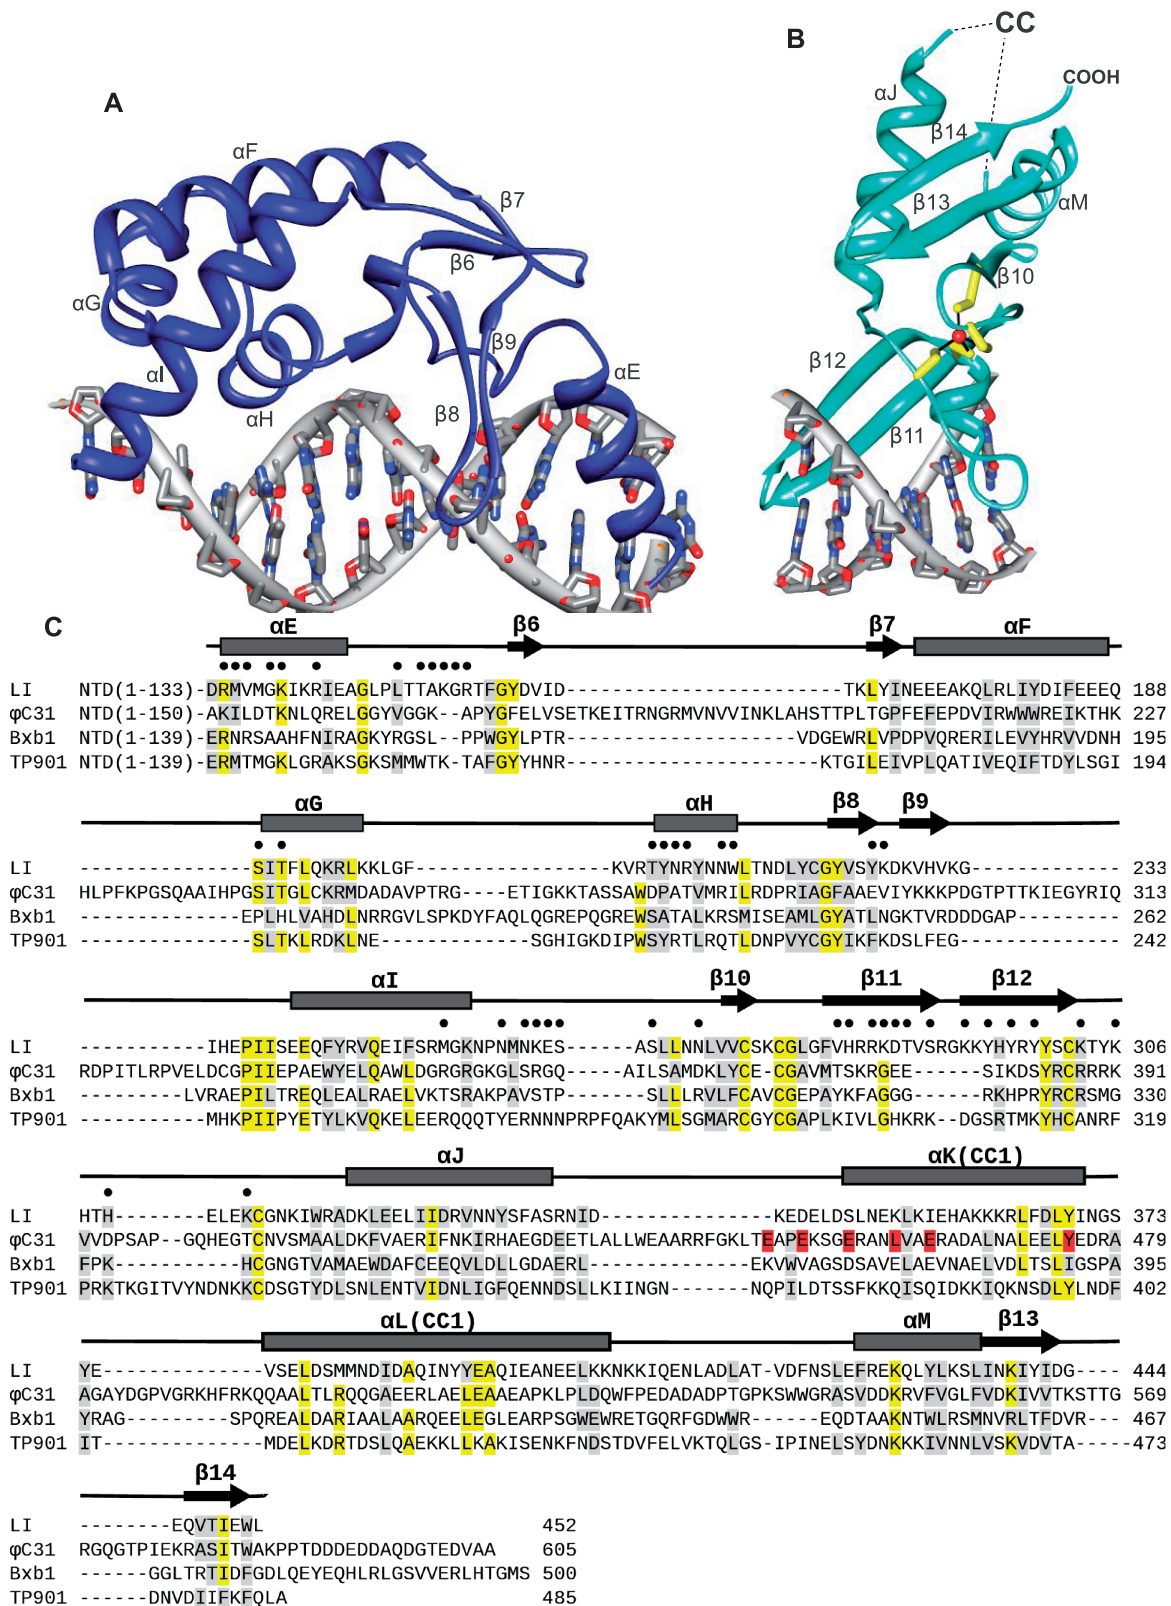 A
αF
β7
β6
αG
β9
αI
αE
αH
β8
B
CC
COOH
αJ
β14
β13
αM
β10
β12
β11
C
αE β6 β7 αF
LI NTD(1-133)-DRMVMGKIKRIEAGLPLTTAKGRTFGYDVID------------------------TKLYINEEEAKQLRLIYDIFEEEQ 188
φC31 NTD(1-150)-AKILDTKNLQRELGGYVGGK--APYGFELVSETKEITRNGRMVNVVINKLAHSTTPLTGPFEFEPDVIRWWWREIKTHK 227
Bxb1 NTD(1-139)-ERNRSAAHFNIRAGKYRGSL--PPWGYLPTR--------------------VDGEWRLVPDPVQRERILEVYHRVVDNH 195
TP901 NTD(1-139)-ERMTMGKLGRAKSGKSMMWTK-TAFGYYHNR----------------------KTGILEIVPLQATIVEQIFTDYLSGI 194
αG αH β8 β9
LI ---------------SITFLQKRLKKLGF-----------------KVRTYNRYNNWLTNDLYCGYVSYKDKVHVKG------------- 233
φC31 HLPFKPGSQAAIHPGSITGLCKRMDADAVPTRG----ETIGKKTASSAWDPATVMRILRDPRIAGFAAEVIYKKKPDGTPTTKIEGYRIQ 313
Bxb1 --------------EPLHLVAHDLNRRGVLSPKDYFAQLQGREPQGREWSATALKRSMISEAMLGYATLNGKTVRDDDGAP--------- 262
TP901 ---------------SLTKLRDKLNE-------------SGHIGKDIPWSYRTLRQTLDNPVYCGYIKFKDSLFEG-------------- 242
αI β10 β11 β12
LI -----------IHEPIISEEQFYRVQEIFSRMGKNPNMNKES------ASLLNNLVVCSKCGLGFVHRRKDTVSRGKKYHYRYYSCKTYK 306
φC31 RDPITLRPVELDCGPIIEPAEWYELQAWLDGRGRGKGLSRGQ-----AILSAMDKLYCE-CGAVMTSKRGEE------SIKDSYRCRRRK 391
Bxb1 ---------LVRAEPILTREQLEALRAELVKTSRAKPAVSTP------SLLLRVLFCAVCGEPAYKFAGGG------RKHPRYRCRSMG 330
TP901 -----------MHKPIIPYETYLKVQKELEERQQQTYERNNNNPRPFQAKYMLSGMARCGYCGAPLKIVLGHKRK--DGSRTMKYHCANRF 319
αJ αK(CC1)
LI HTH--------ELEKCGNKIWRADKLEELIIDRVNNYSFASRNID---------------KEDELDSLNEKLKIEHAKKKRLFDLYINGS 373
φC31 VVDPSAP--GQHEGTCNVSMAALDKFVAERIFNKIRHAEGDEETLALLWEAARRFGKLTEAPEKSGERANLVAERADALNALEELYEDRA 479
Bxb1 FPK-----------HCGNGTVAMAEWDAFCEEQVLDLLGDAERL---------------EKVWVAGSDSAVELAEVNAELVDLTSLIGSPA 395
TP901 PRKTKGITVYNDNKKCDSGTYDLSNLENTVIDNLIGFQENNDSLLKIINGN-------NQPILDTSSFKKQISQIDKKIQKNSDLYLNDF 402
αL(CC1) αM β13
LI YE--------------VSELDSMMNDIDAQINYYEAQIEANEELKKNKKIQENLADLAT-VDFNSLEFREKQLYLKSLINKIYIDG---- 444
φC31 AGAYDGPVGRKHFRKQQAALTLRQQGAEERLAELEAAEAPKLPLDQWFPEDADADPTGPKSWWGRASVDDKRVFVGLFVDKIVVTKSTTG 569
Bxb1 YRAG---------SPQREALDARIAALAARQEELEGLEARPSGWEWRETGQRFGDWWR------EQDTAAKNTWLRSMNVRLTFDVR---- 467
TP901 IT--------------MDELKDRTDSLQAEKKLLKAKISENKFNDSTDVFELVKTQLGS-IPINELSYDNKKKIVNNLVSKVDVTA-----473
β14
LI --------EQVTIEWL 452
φC31 RGQGTPIEKRASITWAKPPTDDDEDDAQDGTEDVAA 605
Bxb1 ------GGLTRTIDFGDLQEYEQHLRLGSVVERLHTGMS 500
TP901 ------DNVDIIFKFQLA 485